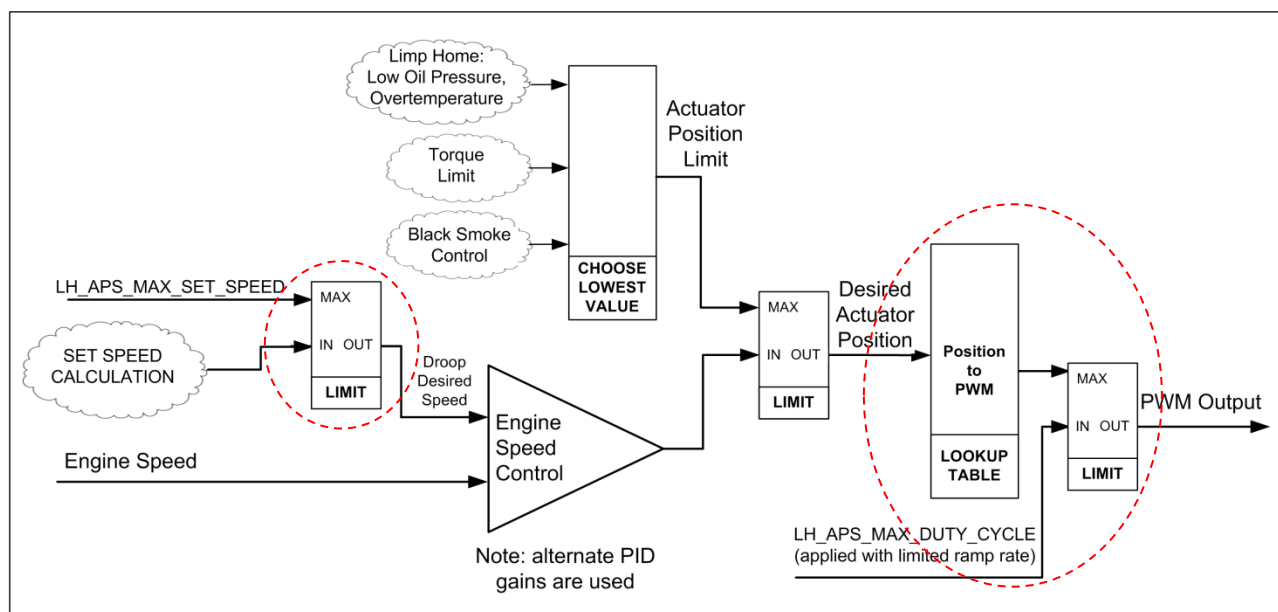 Limp Home:
Low Oil Pressure,
Overtemperature
Torque
Limit
Black Smoke
Control
CHOOSE
LOWEST
VALUE
Actuator
Position
Limit
LH_APS_MAX_SET_SPEED
SET SPEED
CALCULATION
MAX
IN OUT
LIMIT
Droop
Desired
Speed
Engine Speed
Engine
Speed
Control
Note: alternate PID
gains are used
MAX
IN OUT
LIMIT
Desired
Actuator
Position
Position
to
PWM
LOOKUP
TABLE
MAX
IN OUT
LIMIT
PWM Output
LH_APS_MAX_DUTY_CYCLE
(applied with limited ramp rate)